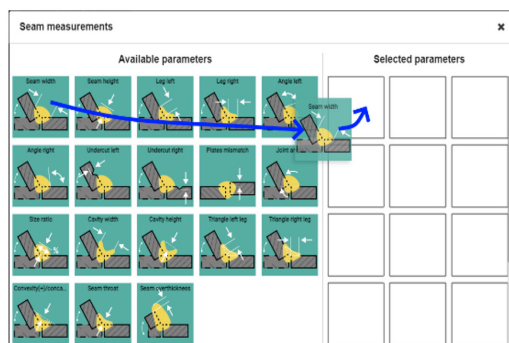 Seam measurements
×
Available parameters
Selected parameters
Seam width
Seam height
Leg left
Leg right
Angle left
Seam width
Angle right
Undercut left
Undercut right
Plates mismatch
Joint
Size ratio
Cavity width
Cavity height
Triangle left leg
Triangle right leg
Convexity(+)/conca...
Seam throat
Seam overthickness